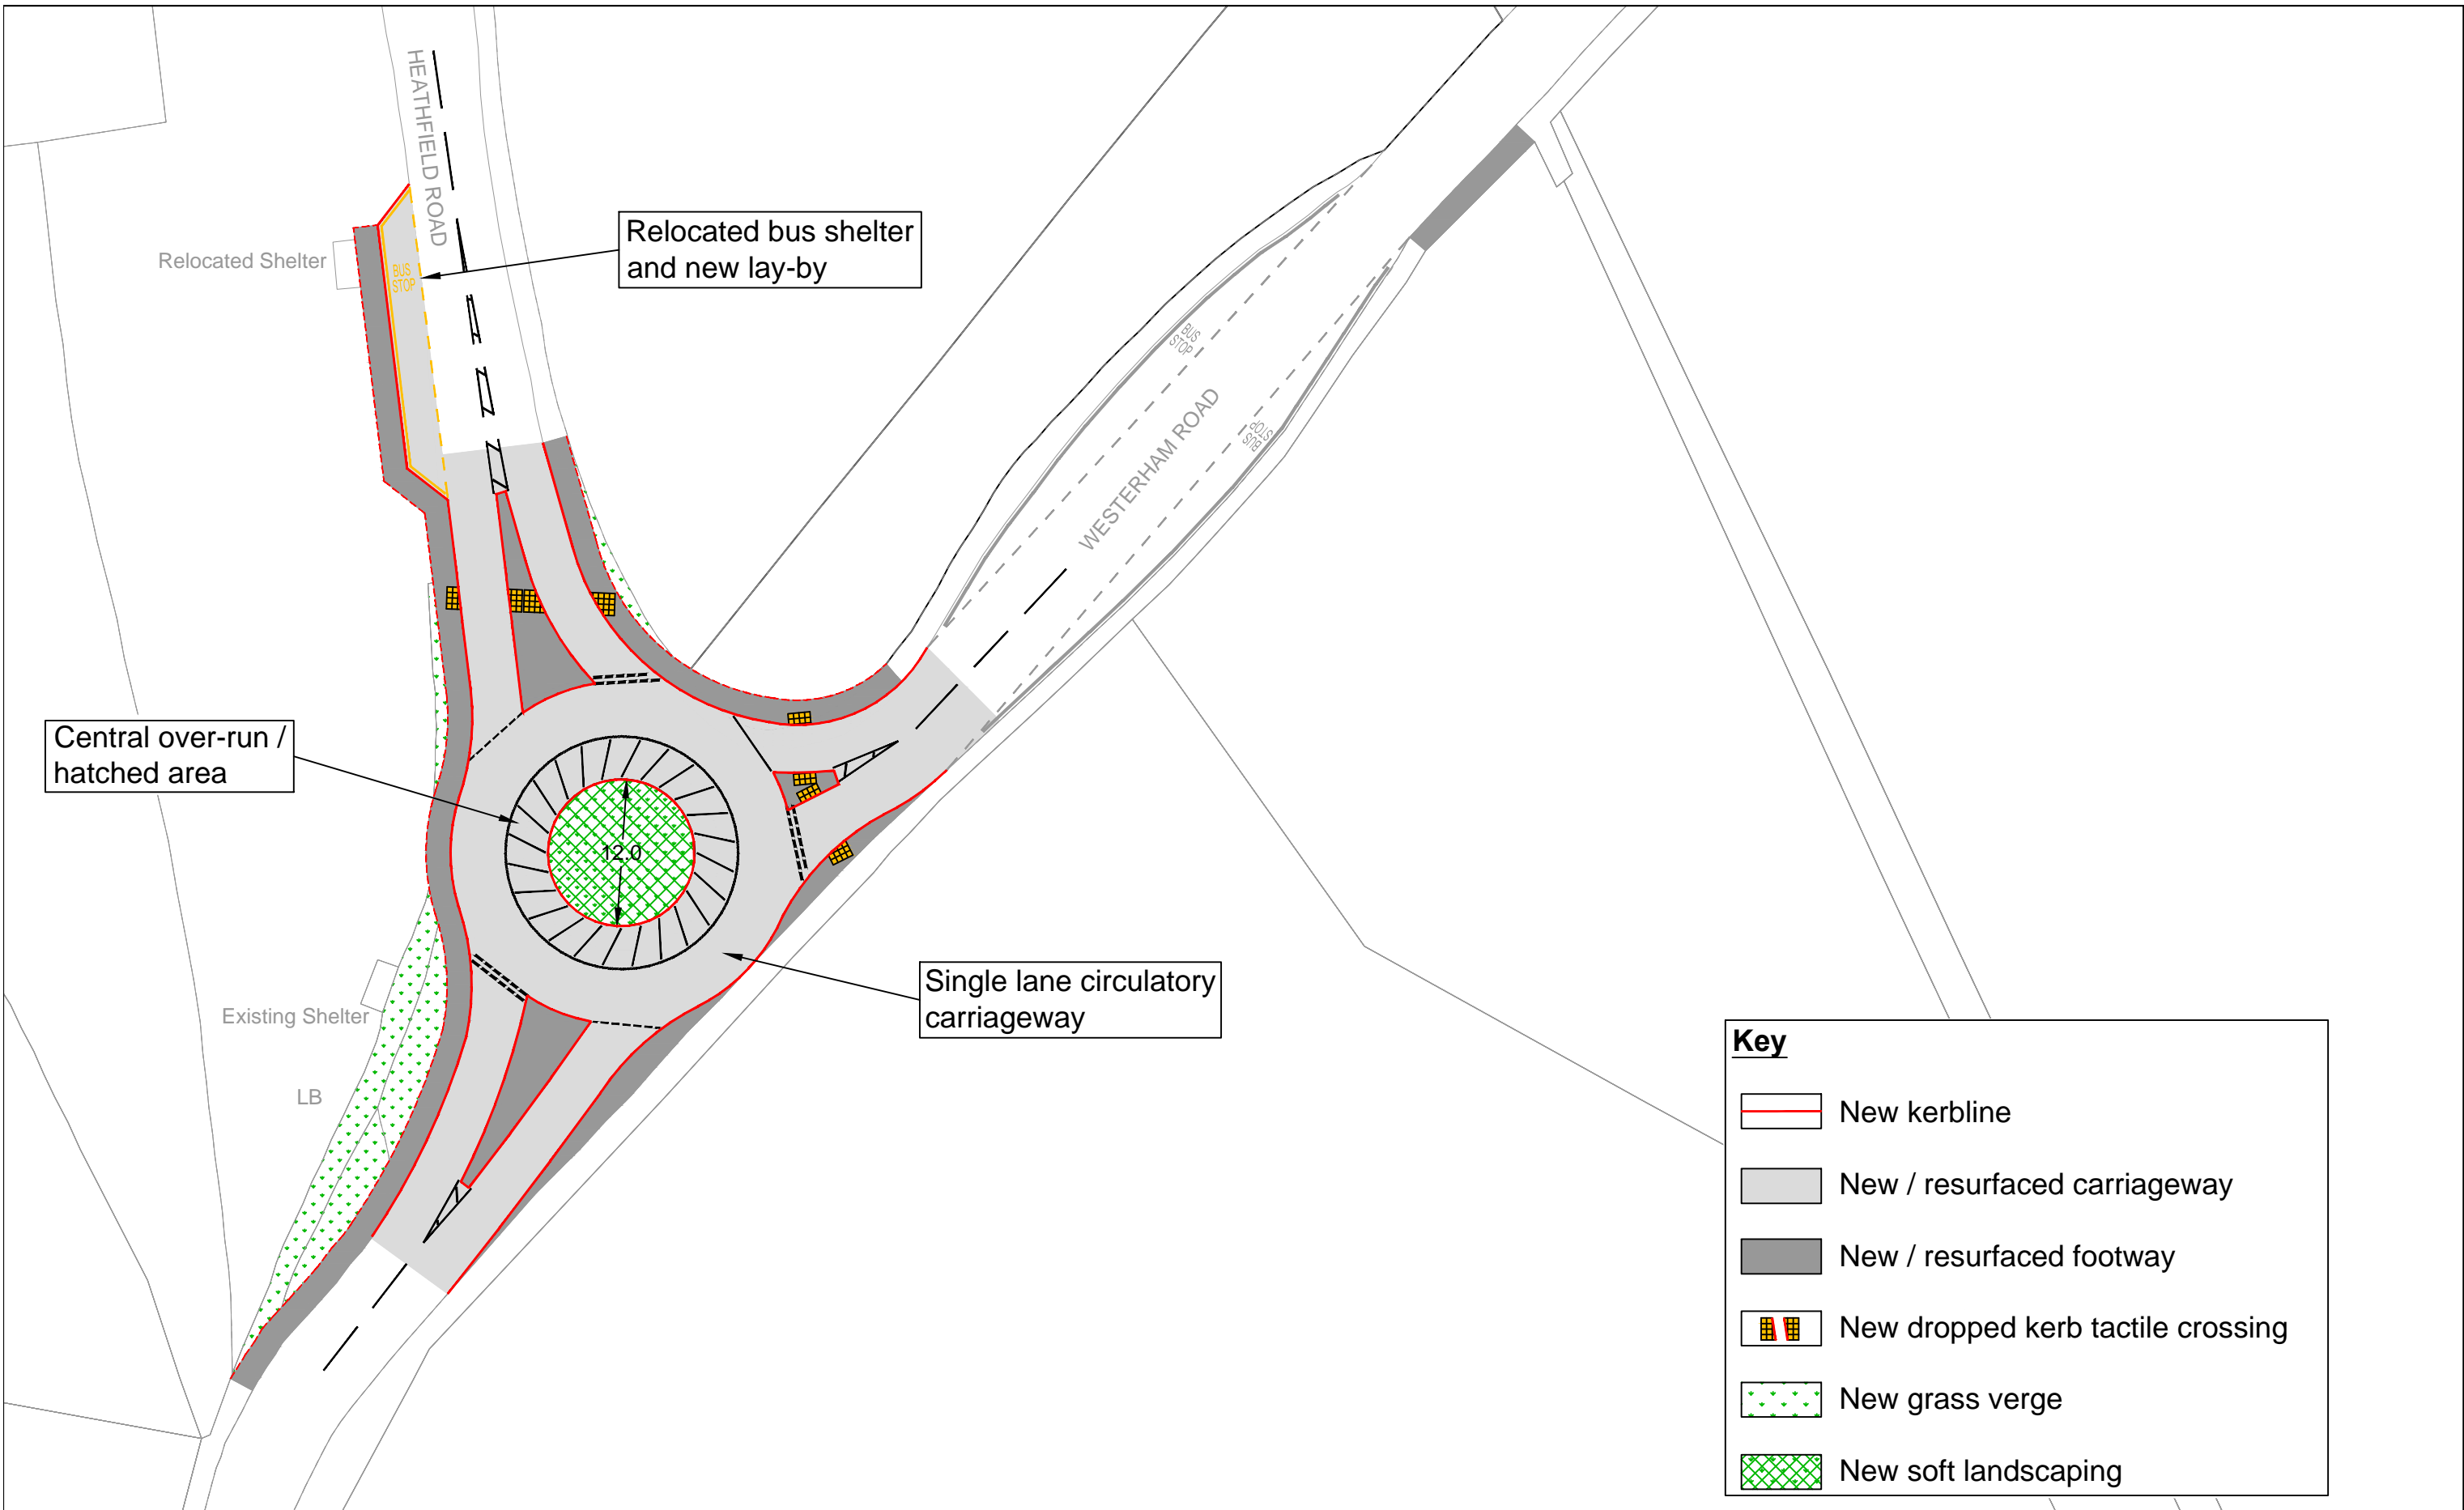 HEATHFIELD ROAD
Relocated bus shelter
and new lay-by
Relocated Shelter
BUS
STOP
BUS
STOP
WESTERHAM ROAD
BUS
STOP
Central over-run /
hatched area
12.0
Single lane circulatory
carriageway
Existing Shelter
LB
Key
New kerbline
New / resurfaced carriageway
New / resurfaced footway
New dropped kerb tactile crossing
New grass verge
New soft landscaping